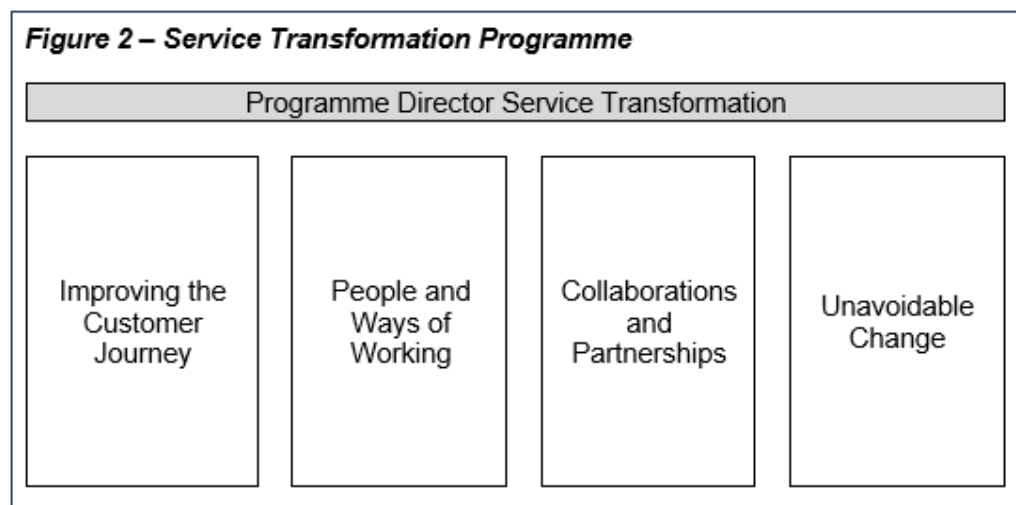 Figure 2 – Service Transformation Programme
Programme Director Service Transformation
Improving the
Customer
Journey
People and
Ways of
Working
Collaborations
and
Partnerships
Unavoidable
Change